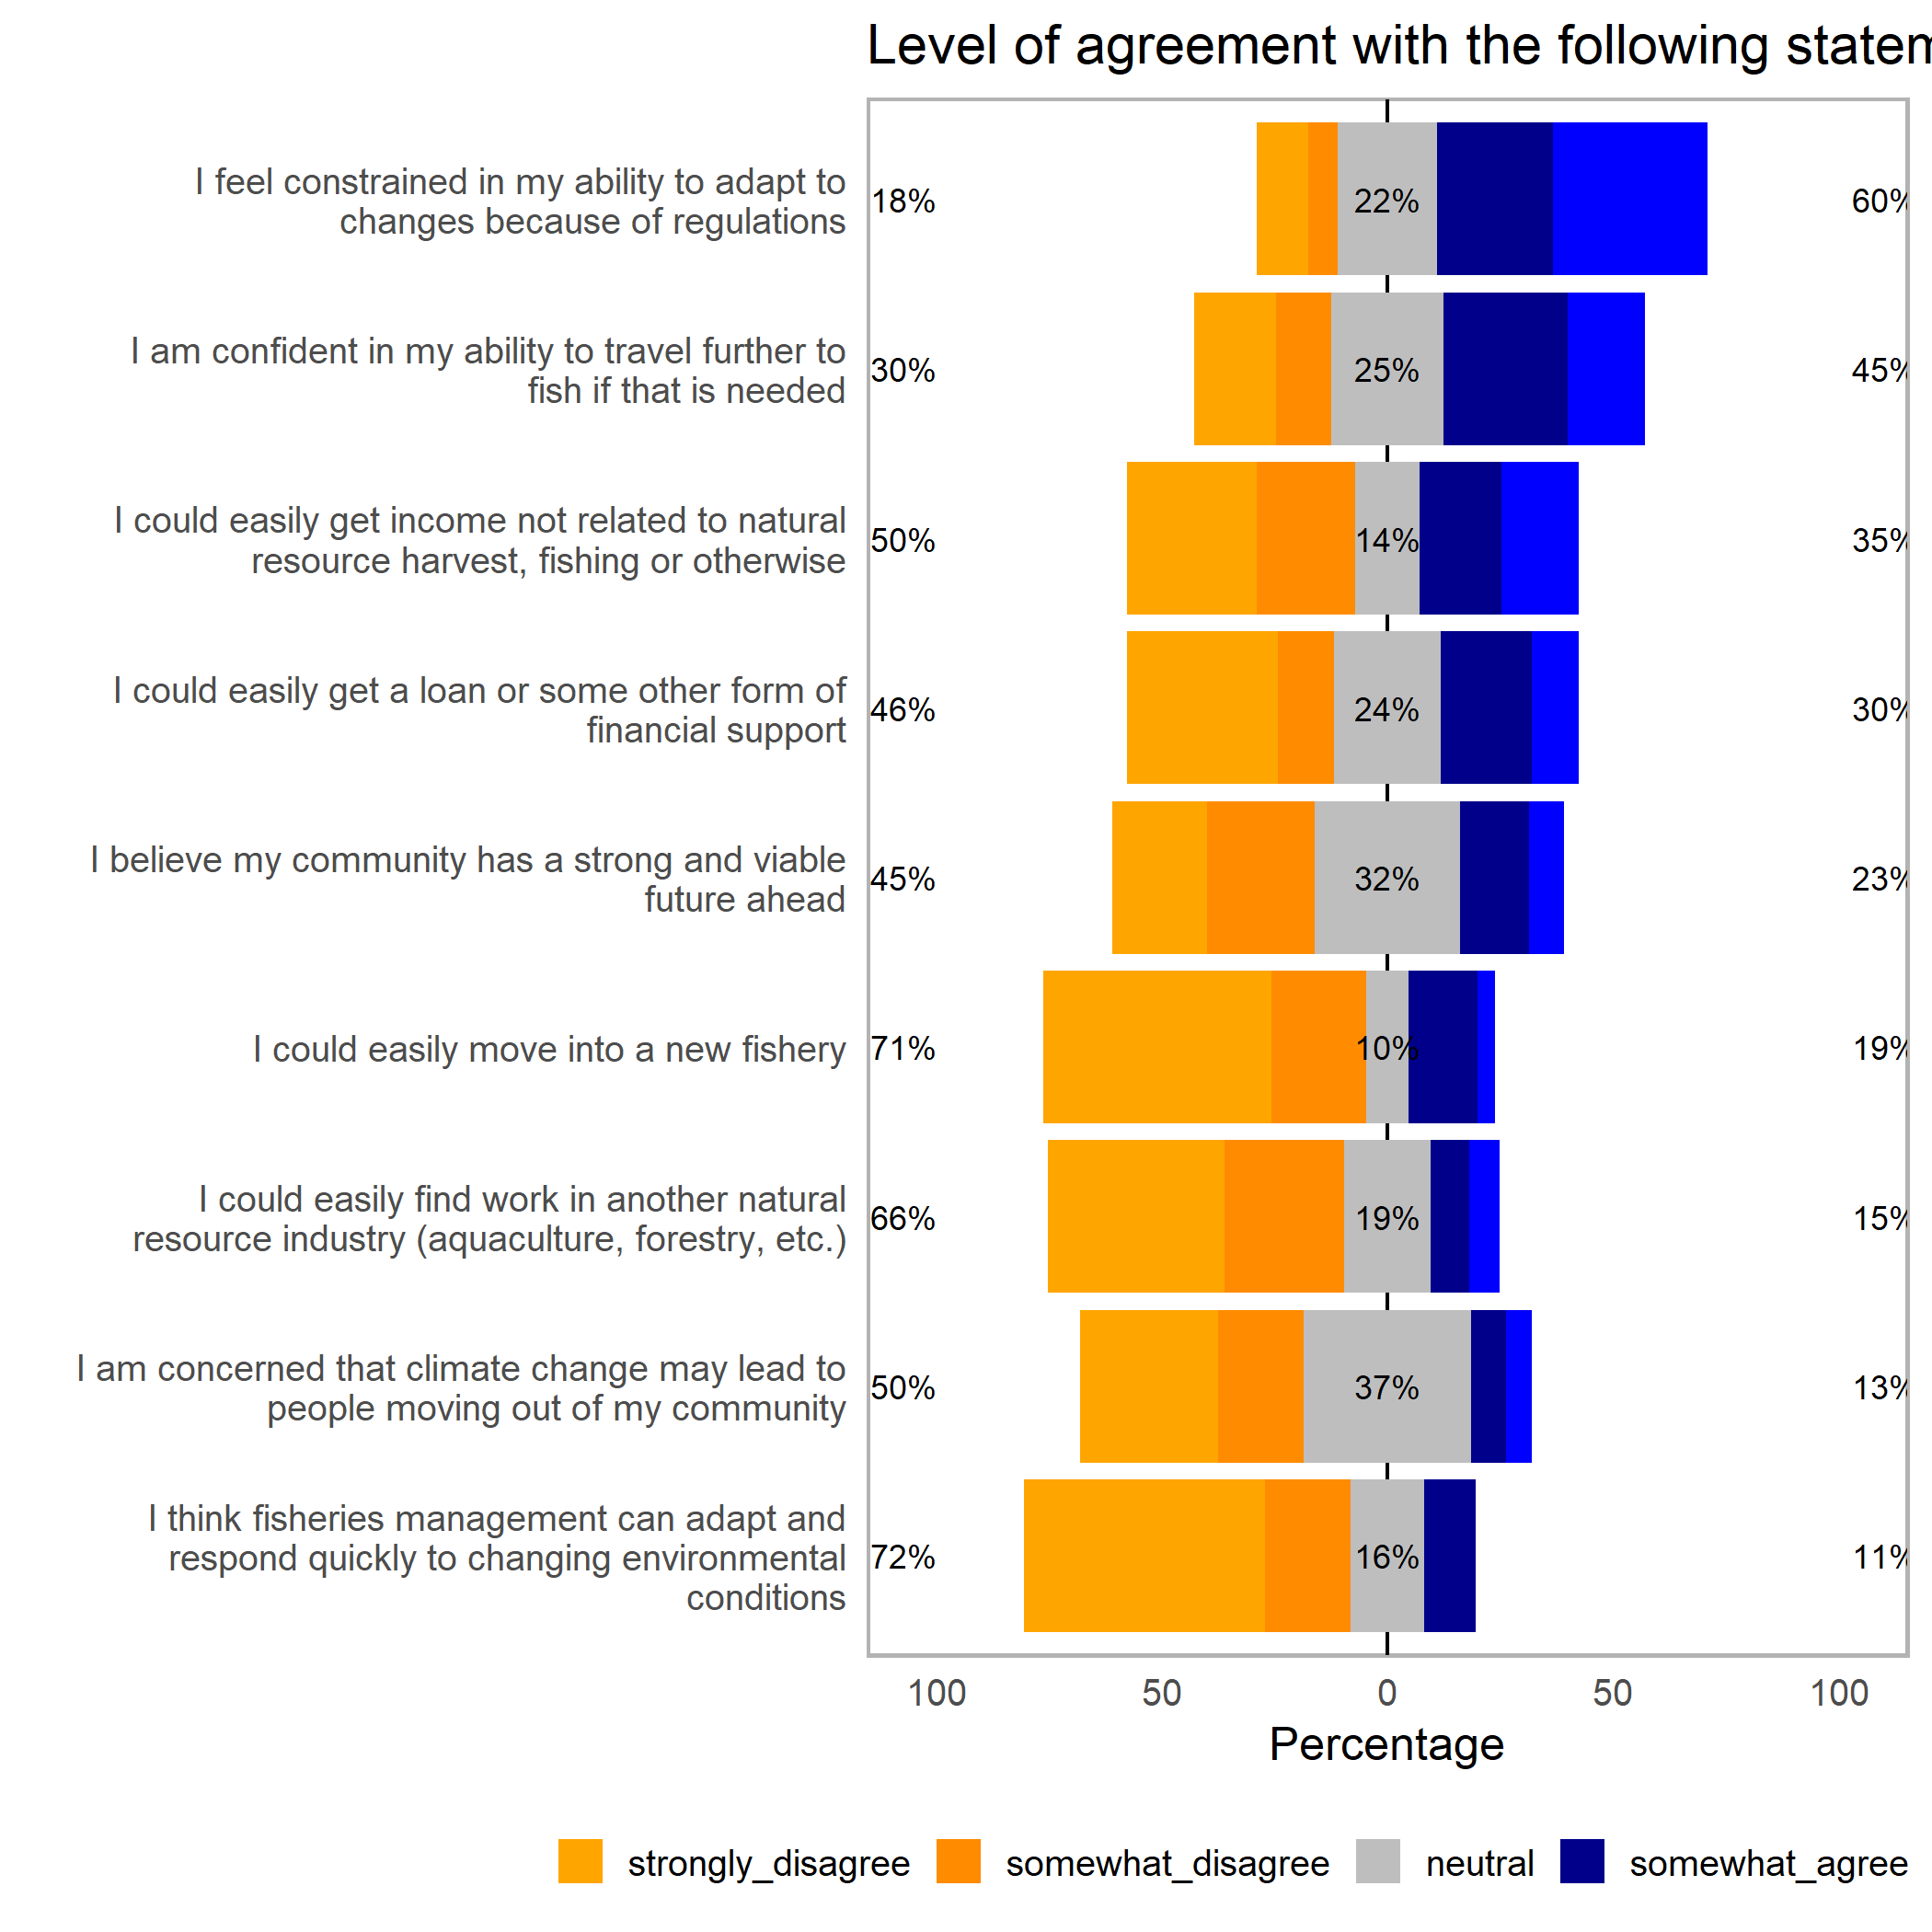 Level of agreement with the following statem
I feel constrained in my ability to adapt to
changes because of regulations
18% 22% 60%
I am confident in my ability to travel further to
fish if that is needed
30% 25% 45%
I could easily get income not related to natural
resource harvest, fishing or otherwise
50% 14% 35%
I could easily get a loan or some other form of
financial support
46% 24% 30%
I believe my community has a strong and viable
future ahead
45% 32% 23%
I could easily move into a new fishery
71% 10% 19%
I could easily find work in another natural
resource industry (aquaculture, forestry, etc.)
66% 19% 15%
I am concerned that climate change may lead to
people moving out of my community
50% 37% 13%
I think fisheries management can adapt and
respond quickly to changing environmental
conditions
72% 16% 11%
100 50 0 50 100
Percentage
strongly_disagree somewhat_disagree neutral somewhat_agree